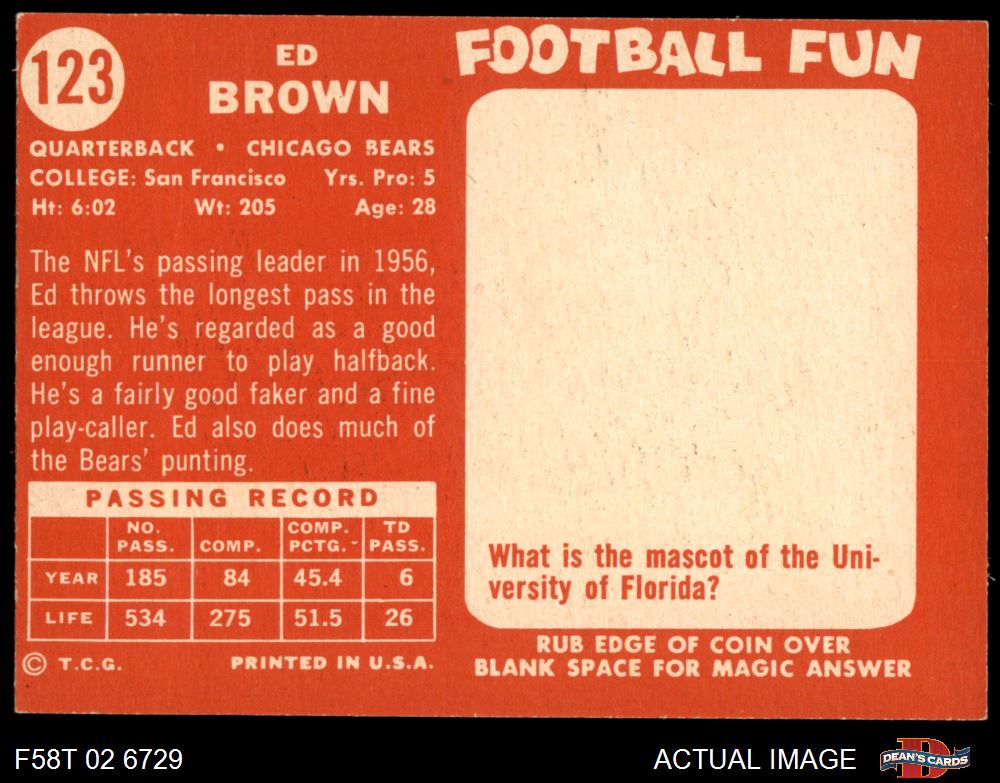 123
ED
BROWN
QUARTERBACK • CHICAGO BEARS
COLLEGE: San Francisco Yrs. Pro: 5
Ht: 6:02 Wt: 205 Age: 28
The NFL's passing leader in 1956,
Ed throws the longest pass in the
league. He's regarded as a good
enough runner to play halfback.
He's a fairly good faker and a fine
play-caller. Ed also does much of
the Bears' punting.
PASSING RECORD
NO. PASS. COMP. COMP. PCTG. TD PASS.
YEAR 185 84 45.4 6
LIFE 534 275 51.5 26
© T.C.G. PRINTED IN U.S.A.
FOOTBALL FUN
What is the mascot of the Uni-
versity of Florida?
RUB EDGE OF COIN OVER
BLANK SPACE FOR MAGIC ANSWER
F58T 02 6729 ACTUAL IMAGE DEAN'S CARDS